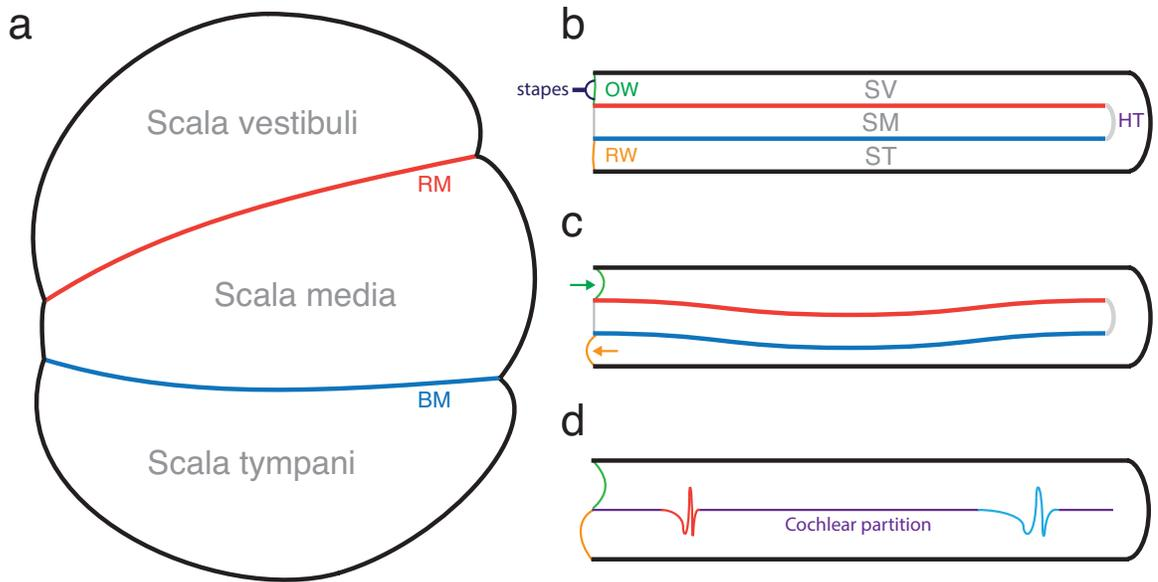 a
Scala vestibuli
RM
Scala media
BM
Scala tympani
b
stapes
OW
SV
SM
HT
RW
ST
c
d
Cochlear partition